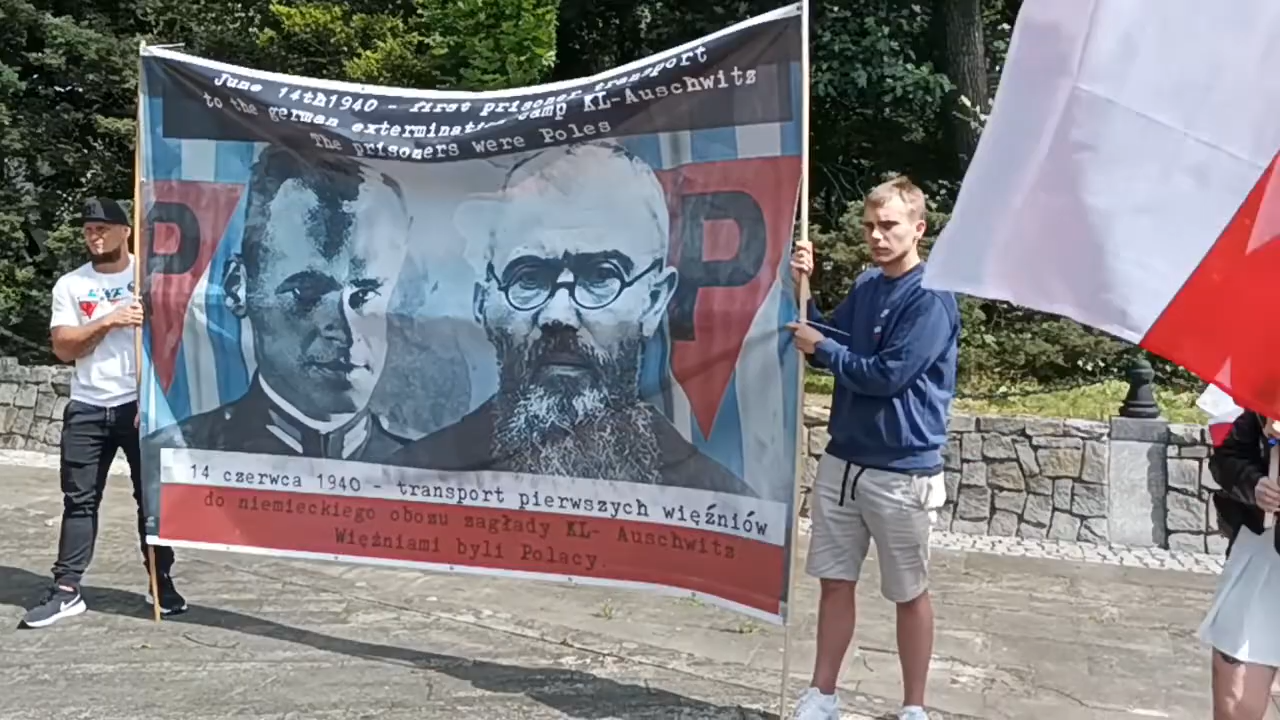 June 14th1940 - first prisoner transport
to the german extermination camp KL-Auschwitz
The prisoners were Poles
P
P
14 czerwca 1940 - transport pierwszych więźniów
do niemieckiego obozu zagłady KL- Auschwitz
Więźniami byli Polacy.